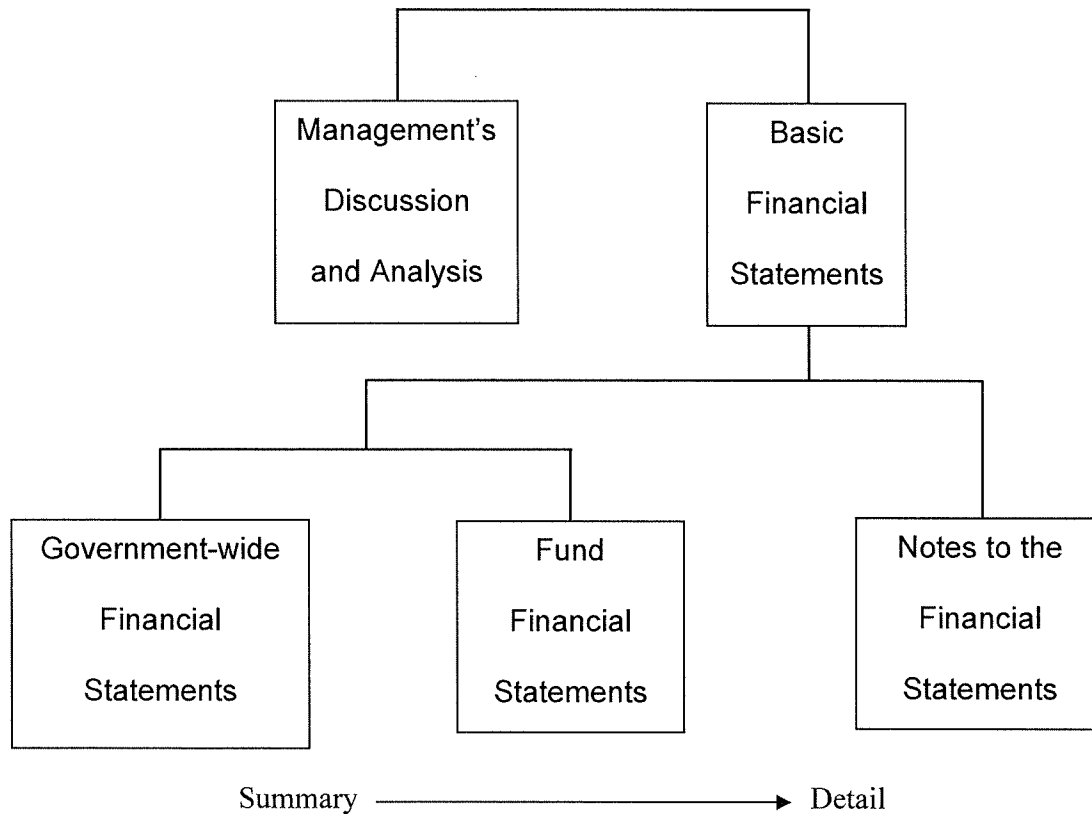 Management's
Discussion
and Analysis
Basic
Financial
Statements
Government-wide
Financial
Statements
Fund
Financial
Statements
Notes to the
Financial
Statements
Summary
Detail